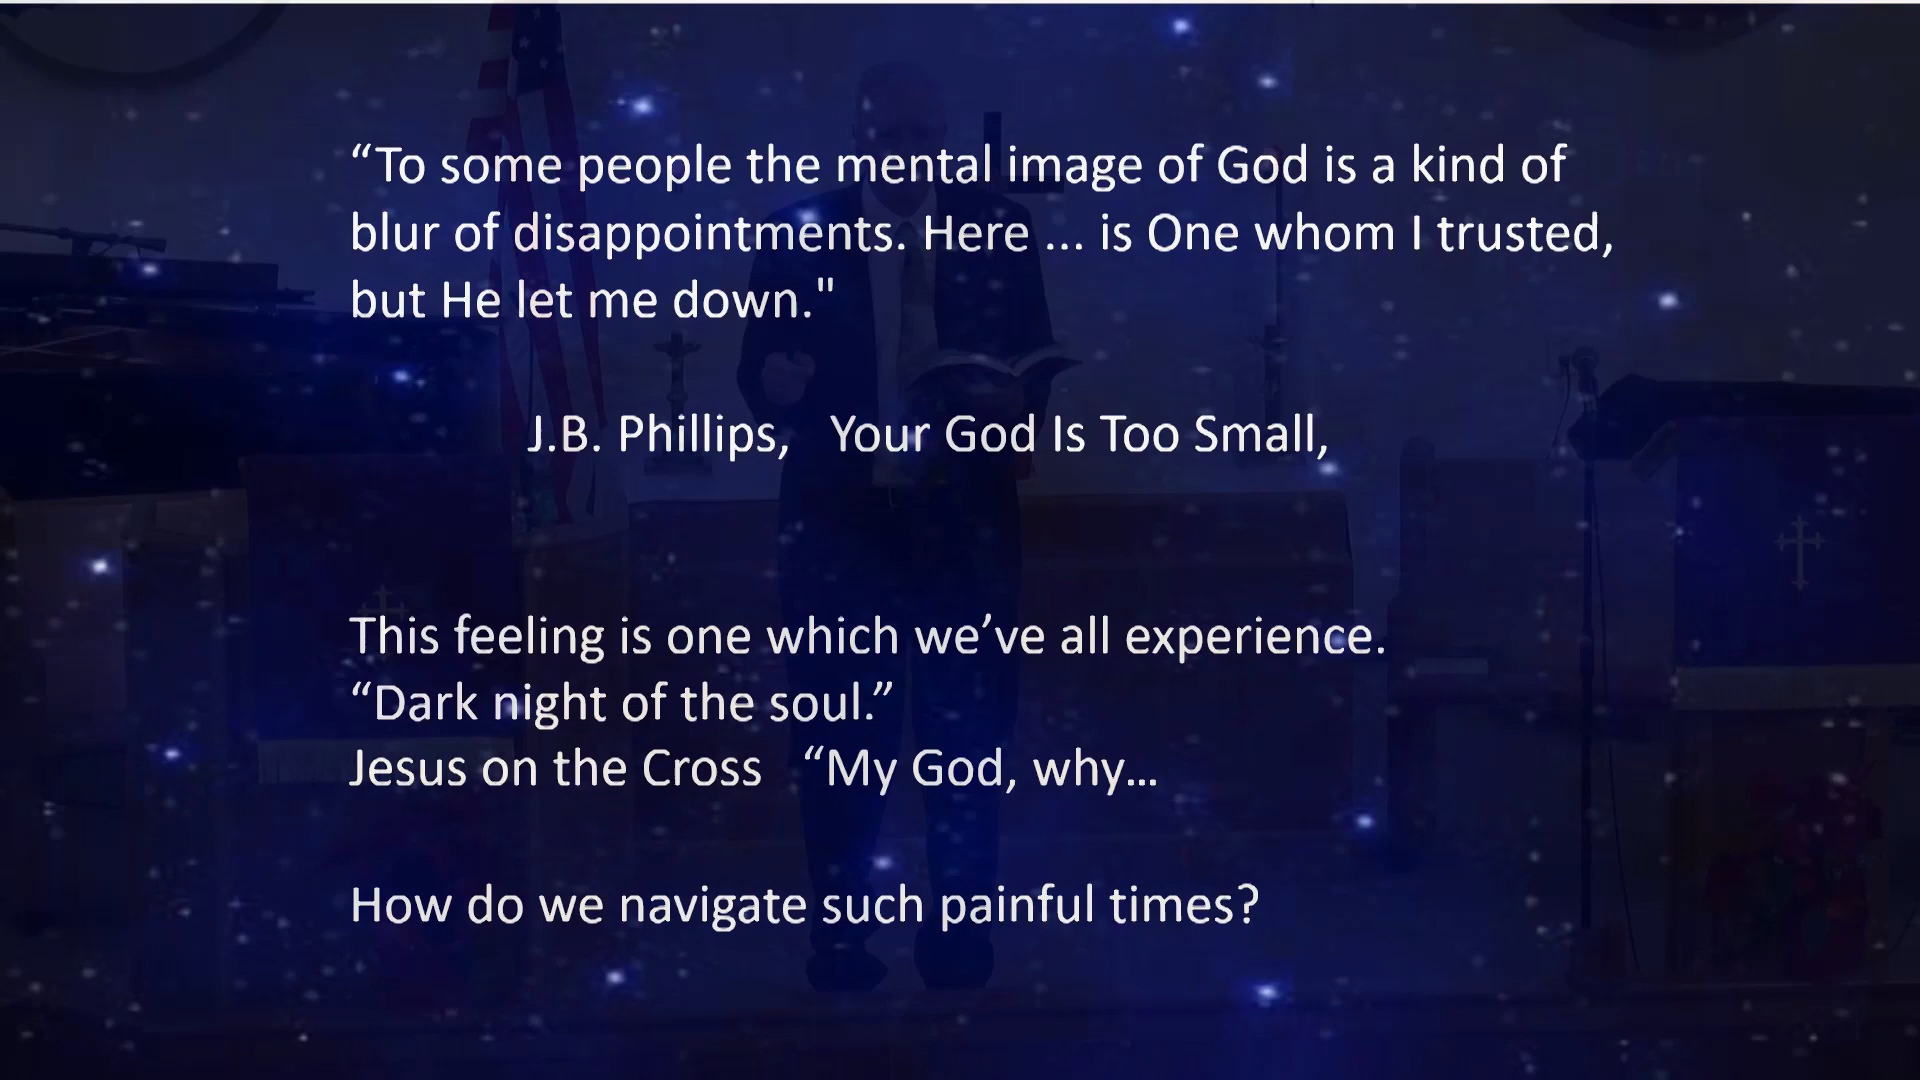 “To some people the mental image of God is a kind of
blur of disappointments. Here ... is One whom I trusted,
but He let me down."
J.B. Phillips, Your God Is Too Small,
This feeling is one which we’ve all experience.
“Dark night of the soul.”
Jesus on the Cross “My God, why…
How do we navigate such painful times?